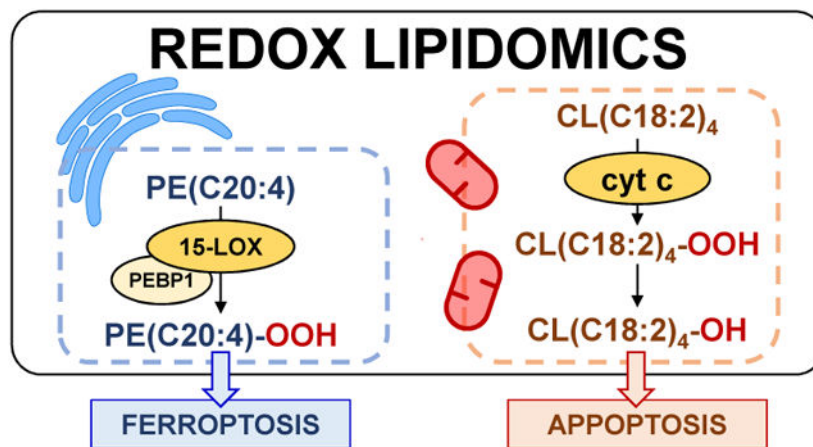 REDOX LIPIDOMICS
PE(C20:4)
15-LOX
PEBP1
PE(C20:4)-OOH
FERROPTOSIS
CL(C18:2)₄
cyt c
CL(C18:2)₄-OOH
CL(C18:2)₄-OH
APPOPTOSIS